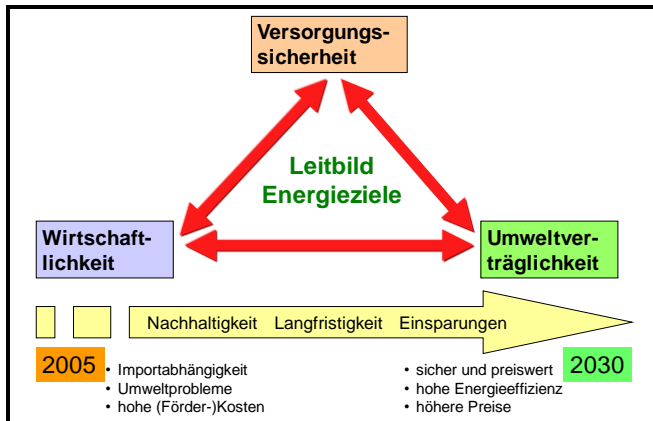 Versorgungs-
sicherheit
Leitbild
Energieziele
Wirtschaft-
lichkeit
Umweltver-
träglichkeit
Nachhaltigkeit Langfristigkeit Einsparungen
2005
• Importabhängigkeit
• Umweltprobleme
• hohe (Förder-)Kosten
• sicher und preiswert
• hohe Energieeffizienz
• höhere Preise
2030